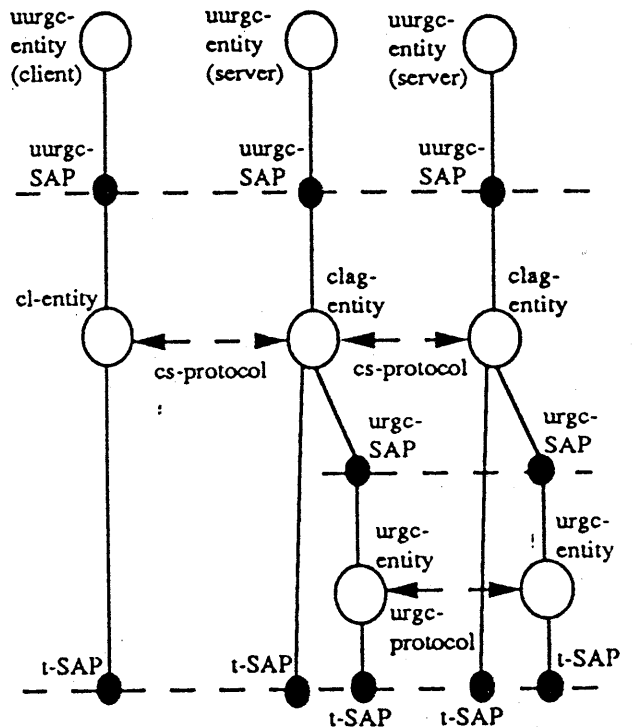 uurgc-
entity
(client)
uurgc-
entity
(server)
uurgc-
entity
(server)
uurgc-
SAP
uurgc-
SAP
uurgc-
SAP
cl-entity
clag-
entity
clag-
entity
cs-protocol
cs-protocol
urgc-
SAP
urgc-
SAP
urgc-
entity
urgc-
entity
urgc-
protocol
t-SAP
t-SAP
t-SAP
t-SAP
t-SAP